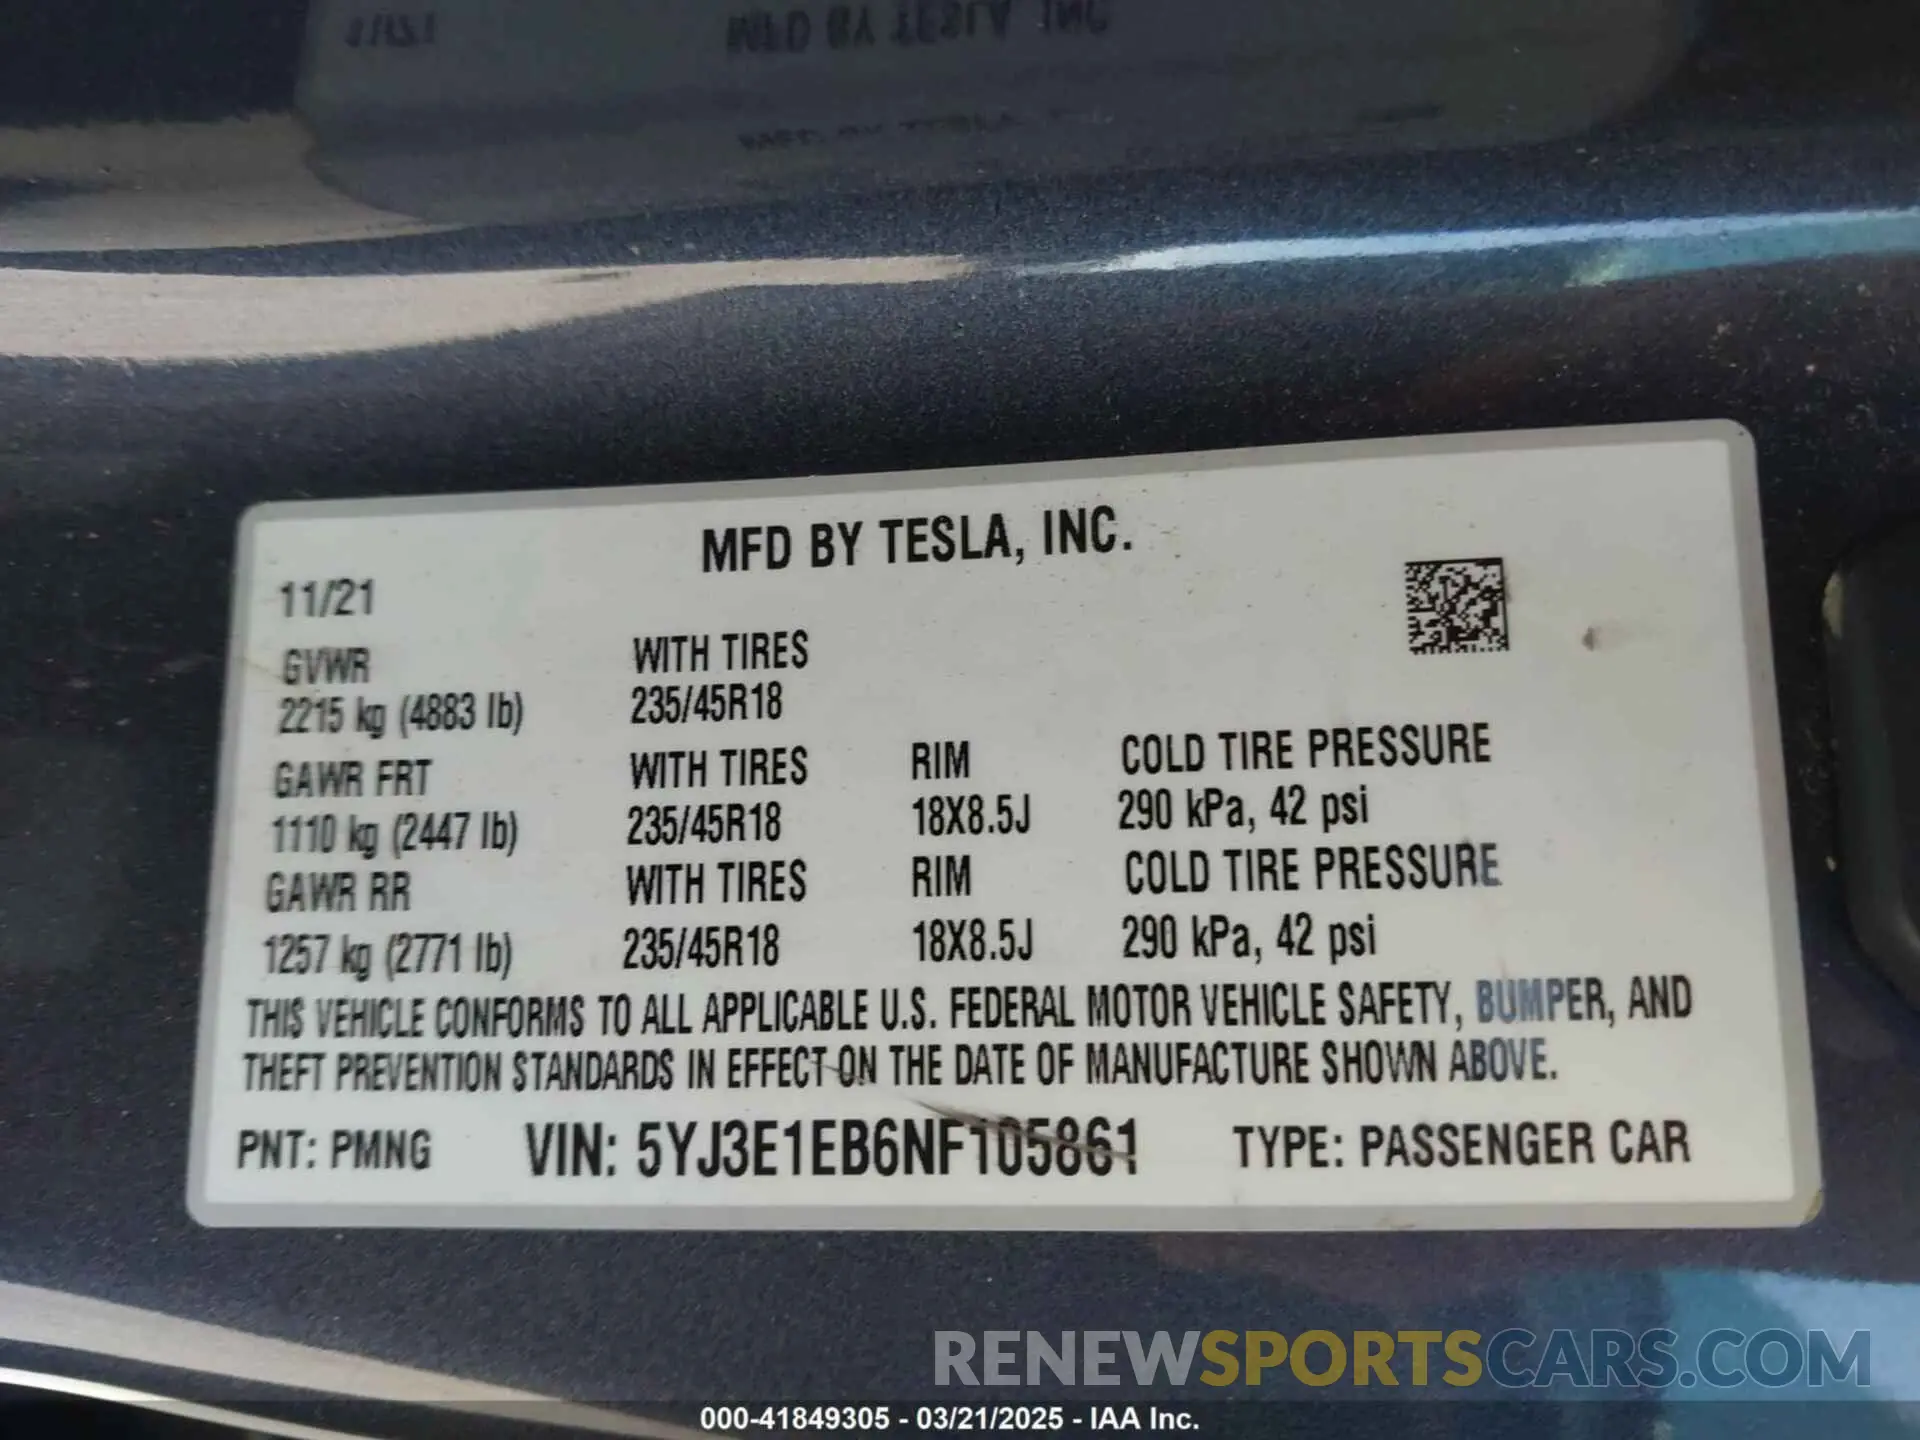 MFD BY TESLA, INC.
11/21
GVWR WITH TIRES
2215 kg (4883 lb) 235/45R18
GAWR FRT WITH TIRES RIM COLD TIRE PRESSURE
1110 kg (2447 lb) 235/45R18 18X8.5J 290 kPa, 42 psi
GAWR RR WITH TIRES RIM COLD TIRE PRESSURE
1257 kg (2771 lb) 235/45R18 18X8.5J 290 kPa, 42 psi
THIS VEHICLE CONFORMS TO ALL APPLICABLE U.S. FEDERAL MOTOR VEHICLE SAFETY, BUMPER, AND
THEFT PREVENTION STANDARDS IN EFFECT ON THE DATE OF MANUFACTURE SHOWN ABOVE.
PNT: PMNG VIN: 5YJ3E1EB6NF105861 TYPE: PASSENGER CAR
RENEWSPORTSCARS.COM
000-41849305 - 03/21/2025 - IAA Inc.